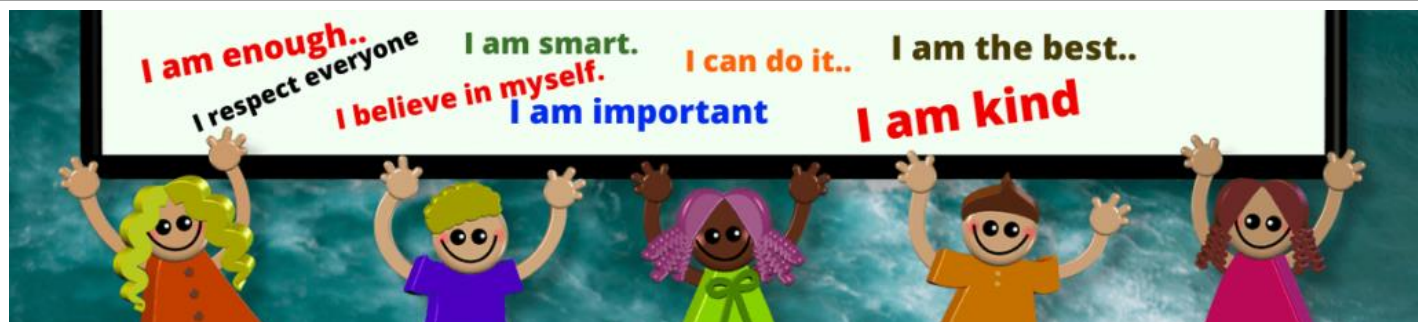 I am enough..
I respect everyone
I am smart.
I believe in myself.
I can do it..
I am important
I am the best..
I am kind